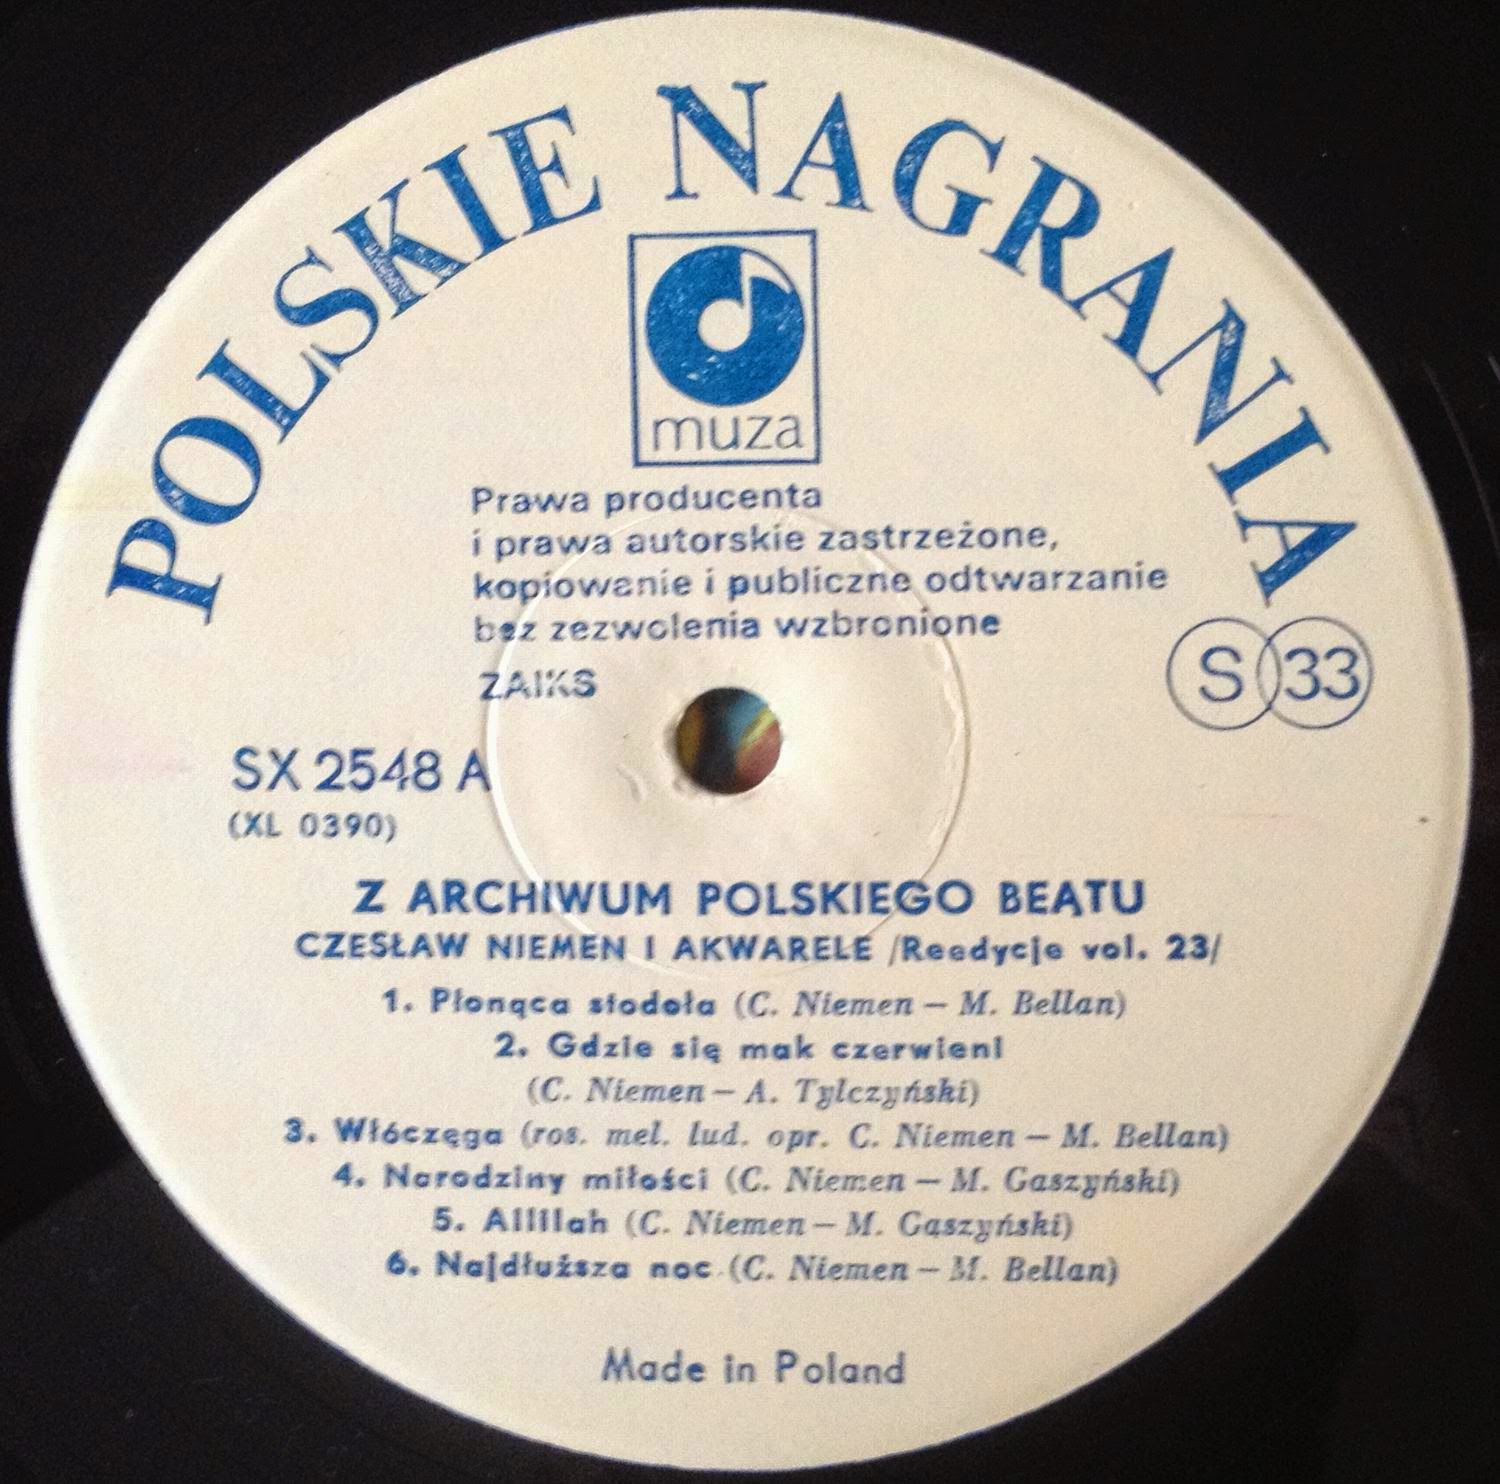 POLSKIE NAGRANIA
muza
Prawa producenta
i prawa autorskie zastrzeżone,
kopiowanie i publiczne odtwarzanie
bez zezwolenia wzbronione
ZAIKS
S 33
SX 2548 A
(XL 0390)
Z ARCHIWUM POLSKIEGO BEATU
CZESŁAW NIEMEN I AKWARELE /Reedycje vol. 23/
1. Płonąca stodoła (C. Niemen – M. Bellan)
2. Gdzie się mak czerwieni
(C. Niemen – A. Tylczyński)
3. Włóczęga (ros. mel. lud. opr. C. Niemen – M. Bellan)
4. Narodziny miłości (C. Niemen – M. Gaszyński)
5. Allilah (C. Niemen – M. Gaszyński)
6. Najdłuższa noc (C. Niemen – M. Bellan)
Made in Poland